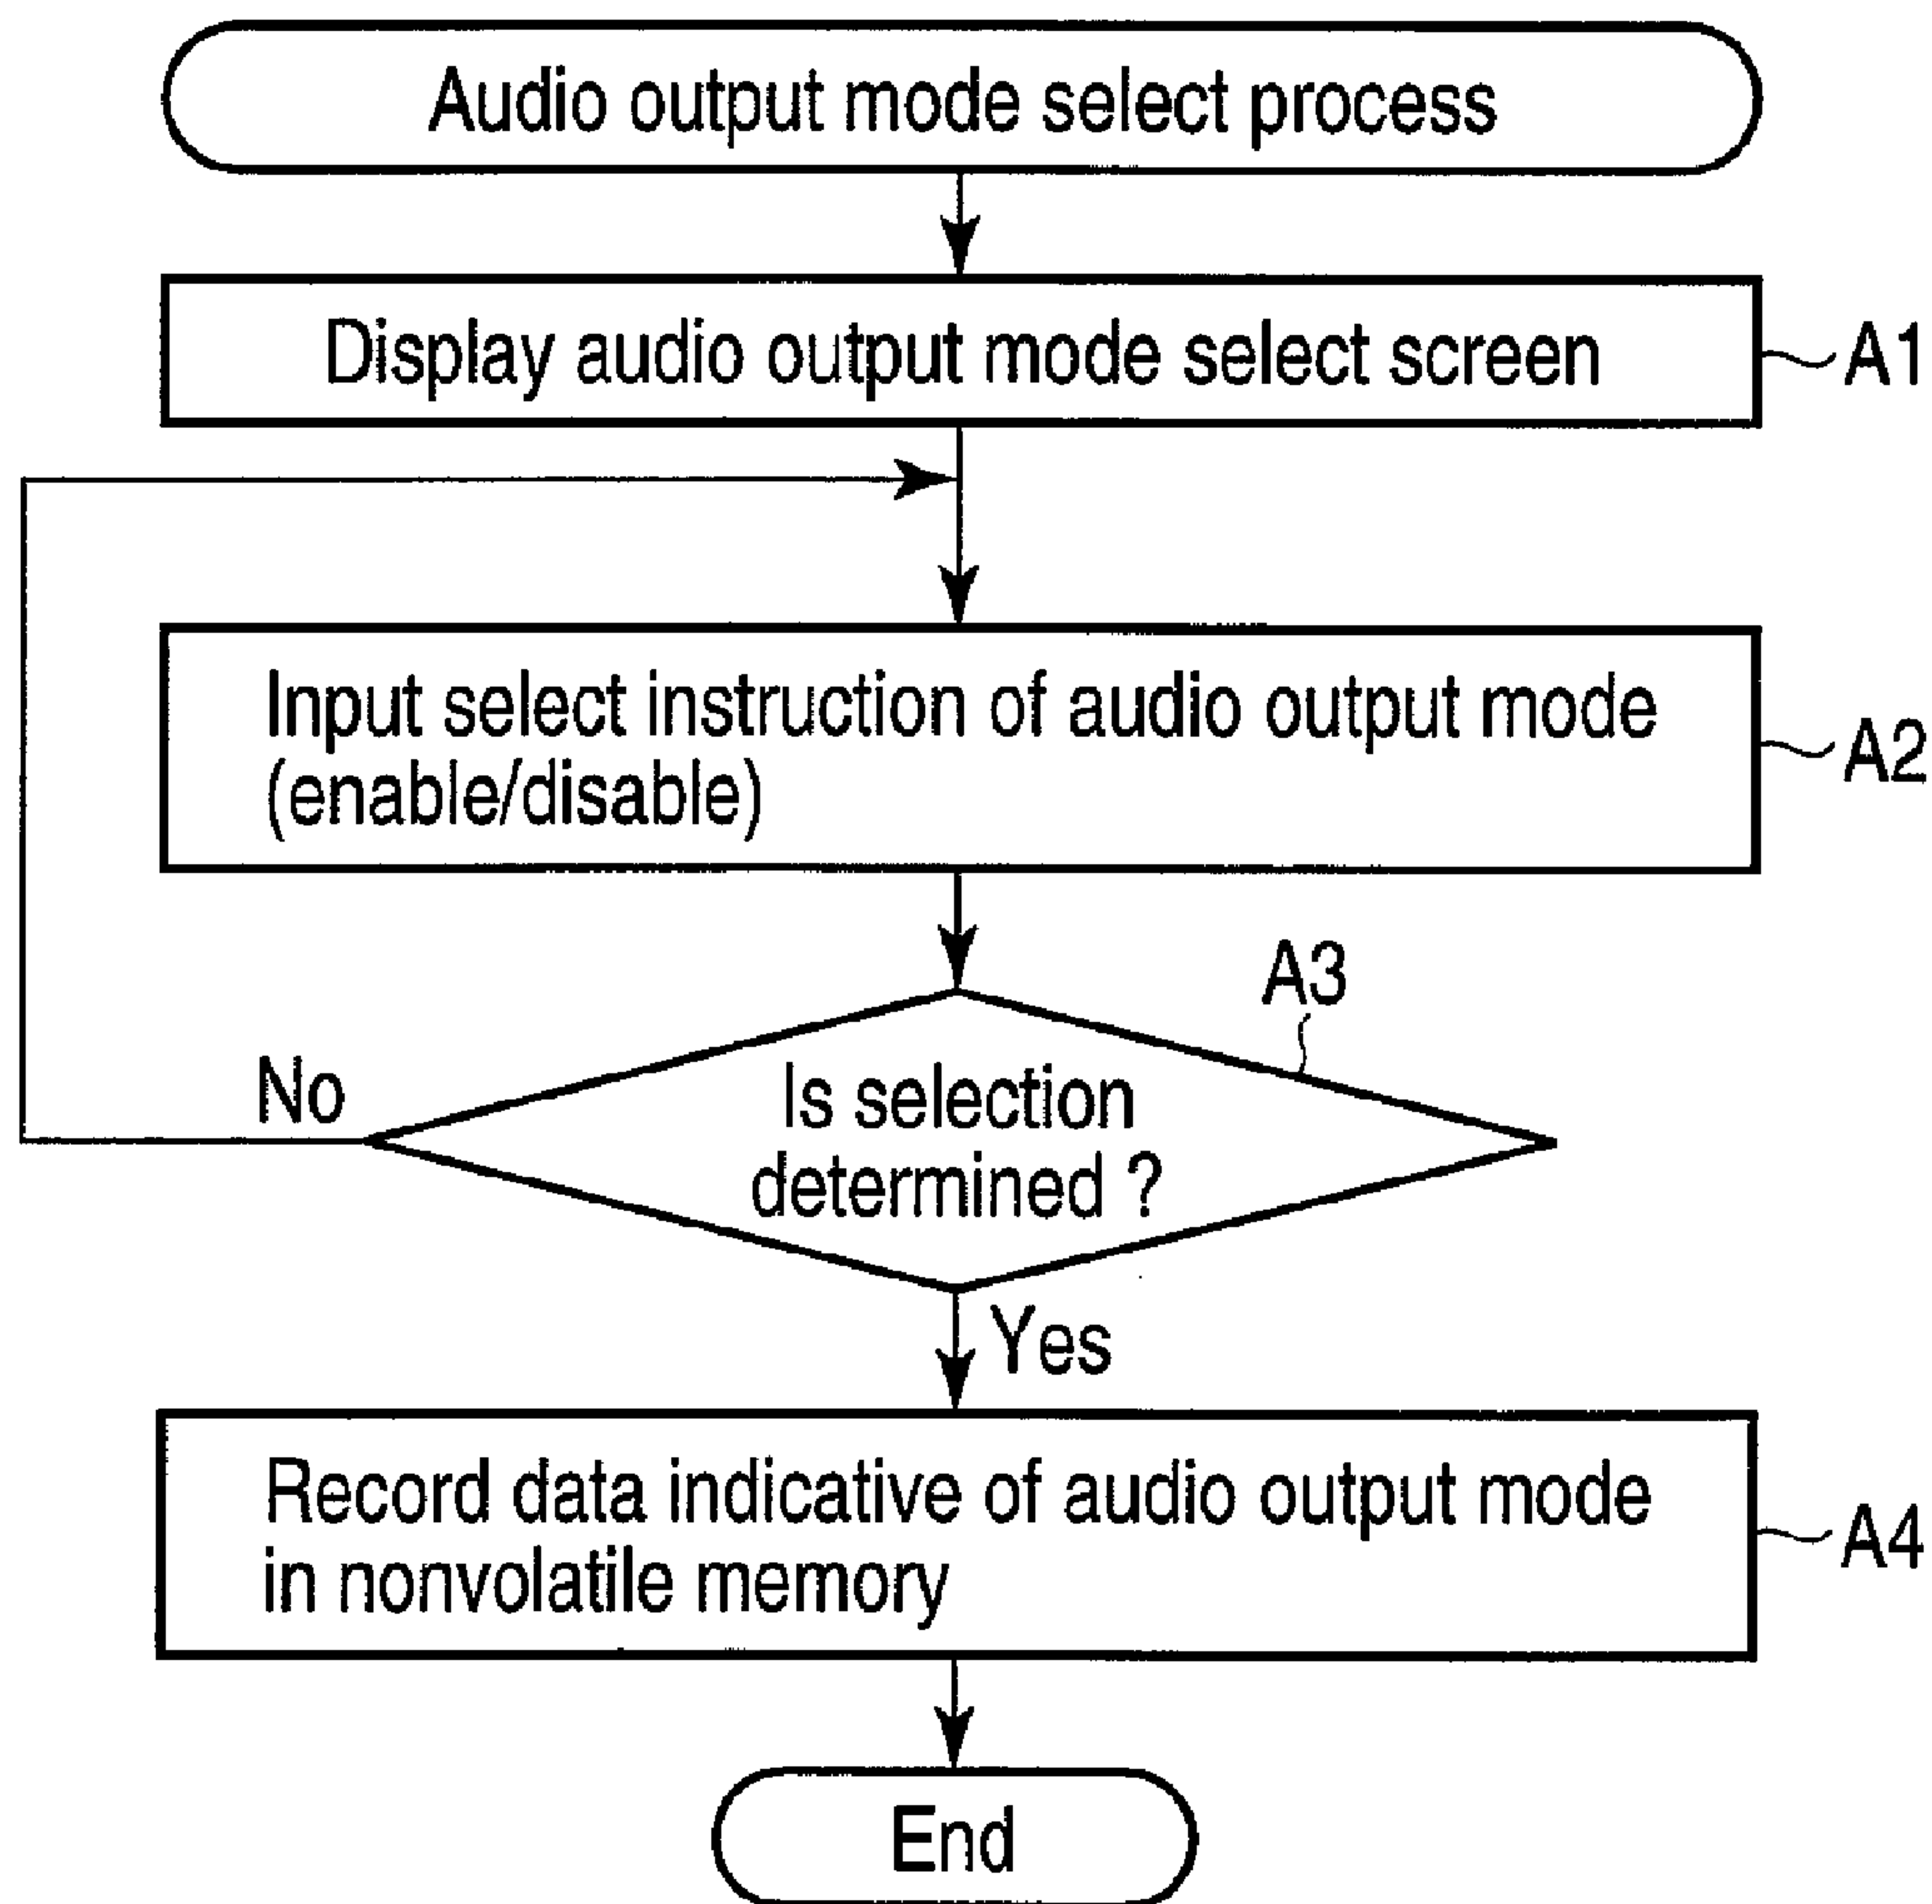 Audio output mode select process
Display audio output mode select screen
A1
Input select instruction of audio output mode
(enable/disable)
A2
A3
No
Is selection
determined ?
Yes
Record data indicative of audio output mode
in nonvolatile memory
A4
End